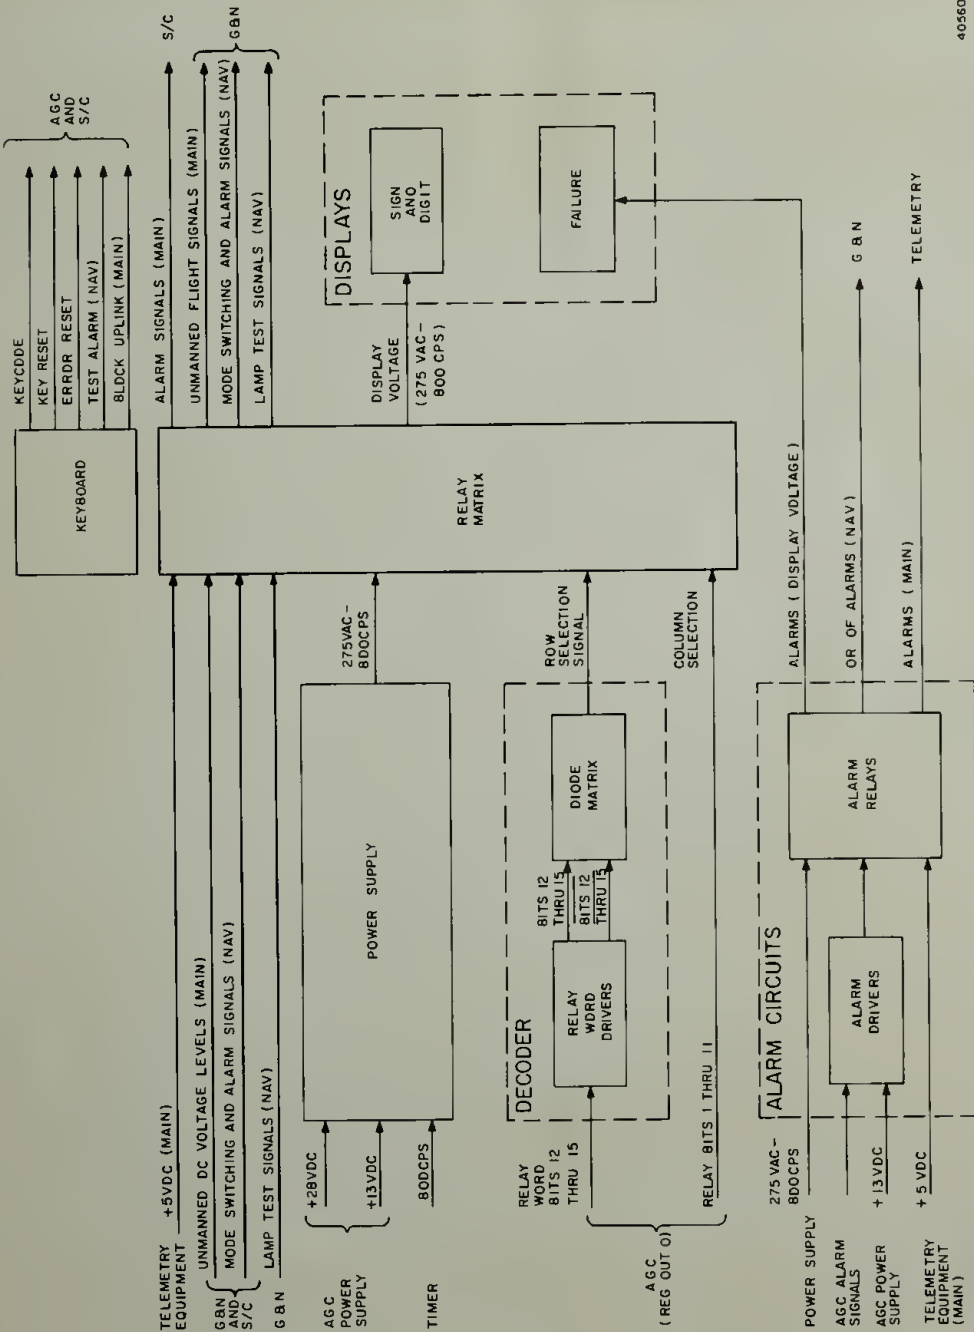 KEYBOARD
KEYCODE
KEY RESET
ERROR RESET
TEST ALARM (NAV)
BLOCK UPLINK (MAIN)
AGC
AND
S/C
TELEMETRY
EQUIPMENT
+5VDC (MAIN)
G&N
AND
S/C
UNMANNED DC VOLTAGE LEVELS (MAIN)
MODE SWITCHING AND ALARM SIGNALS (NAV)
G&N
LAMP TEST SIGNALS (NAV)
RELAY
MATRIX
ALARM SIGNALS (MAIN)
S/C
UNMANNED FLIGHT SIGNALS (MAIN)
MODE SWITCHING AND ALARM SIGNALS (NAV)
LAMP TEST SIGNALS (NAV)
G&N
AGC
POWER
SUPPLY
+28VDC
+13VDC
TIMER
800CPS
POWER SUPPLY
275VAC-
800CPS
DISPLAY
VOLTAGE
(275 VAC-
800 CPS)
DISPLAYS
SIGN
AND
DIGIT
FAILURE
AGC
(REG OUT 0)
RELAY
WORD
BITS 12
THRU 15
DECODER
RELAY
WORD
DRIVERS
BITS 12
THRU 15
BITS 12
THRU 15
DIODE
MATRIX
ROW
SELECTION
SIGNAL
RELAY BITS 1 THRU 11
COLUMN
SELECTION
POWER SUPPLY
275 VAC-
800CPS
AGC ALARM
SIGNALS
AGC POWER
SUPPLY
+13VDC
TELEMETRY
EQUIPMENT
(MAIN)
+5 VDC
ALARM CIRCUITS
ALARM
DRIVERS
ALARM
RELAYS
ALARMS (DISPLAY VOLTAGE)
OR OF ALARMS (NAV)
G&N
ALARMS (MAIN)
TELEMETRY
40560